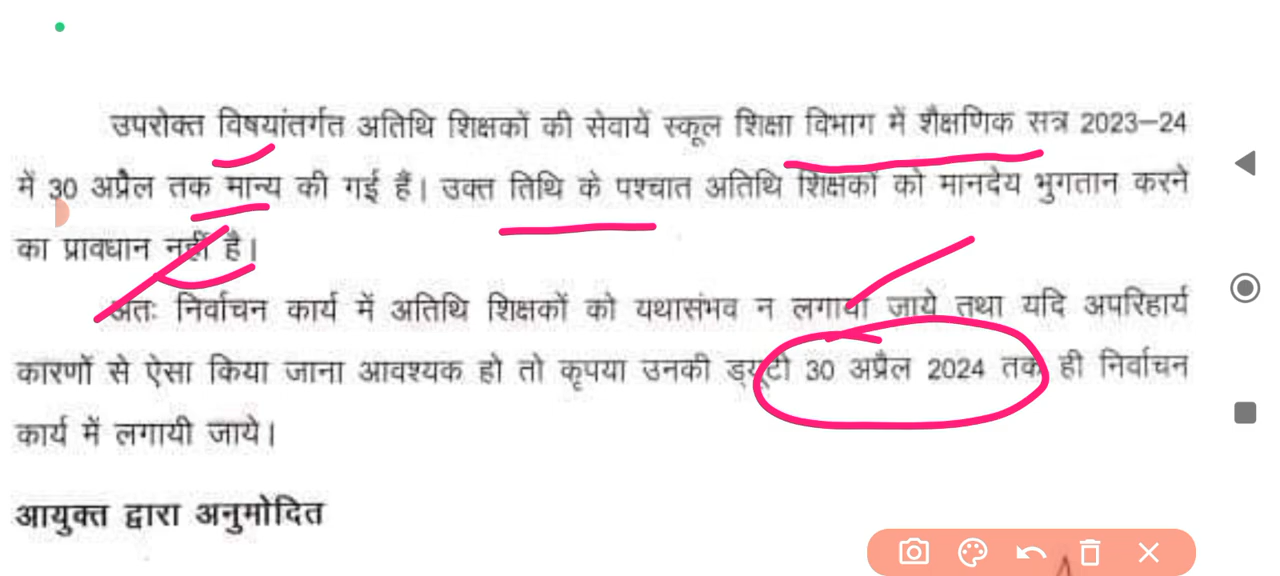 उपरोक्त विषयांतर्गत अतिथि शिक्षकों की सेवायें स्कूल शिक्षा विभाग में शैक्षणिक सत्र 2023–24
में 30 अप्रैल तक मान्य की गई हैं। उक्त तिथि के पश्चात अतिथि शिक्षकों को मानदेय भुगतान करने
का प्रावधान नहीं है।
अतः निर्वाचन कार्य में अतिथि शिक्षकों को यथासंभव न लगाया जाये तथा यदि अपरिहार्य
कारणों से ऐसा किया जाना आवश्यक हो तो कृपया उनकी ड्यूटी 30 अप्रैल 2024 तक ही निर्वाचन
कार्य में लगायी जाये।
आयुक्त द्वारा अनुमोदित